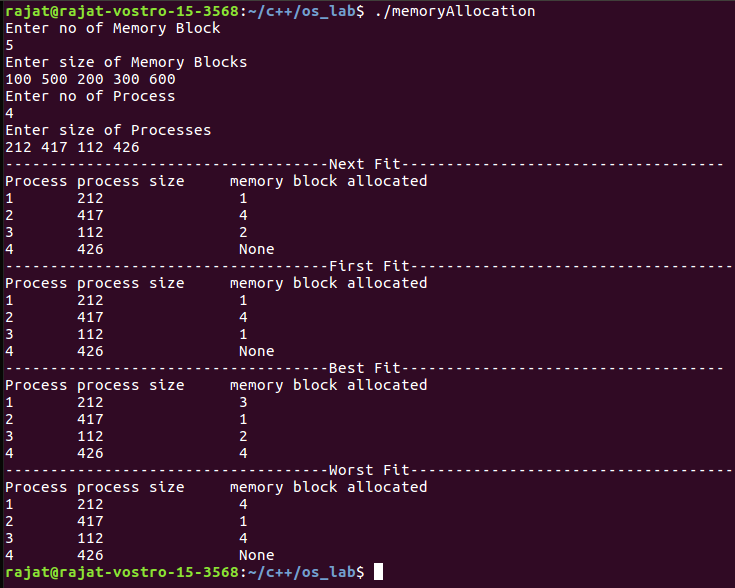 rajat@rajat-vostro-15-3568:~/c++/os_lab$ ./memoryAllocation
Enter no of Memory Block
5
Enter size of Memory Blocks
100 500 200 300 600
Enter no of Process
4
Enter size of Processes
212 417 112 426
------------------------------------Next Fit------------------------------------
Process process size     memory block allocated
1       212               1
2       417               4
3       112               2
4       426               None
------------------------------------First Fit------------------------------------
Process process size     memory block allocated
1       212               1
2       417               4
3       112               1
4       426               None
------------------------------------Best Fit------------------------------------
Process process size     memory block allocated
1       212               3
2       417               1
3       112               2
4       426               4
------------------------------------Worst Fit------------------------------------
Process process size     memory block allocated
1       212               4
2       417               1
3       112               4
4       426               None
rajat@rajat-vostro-15-3568:~/c++/os_lab$